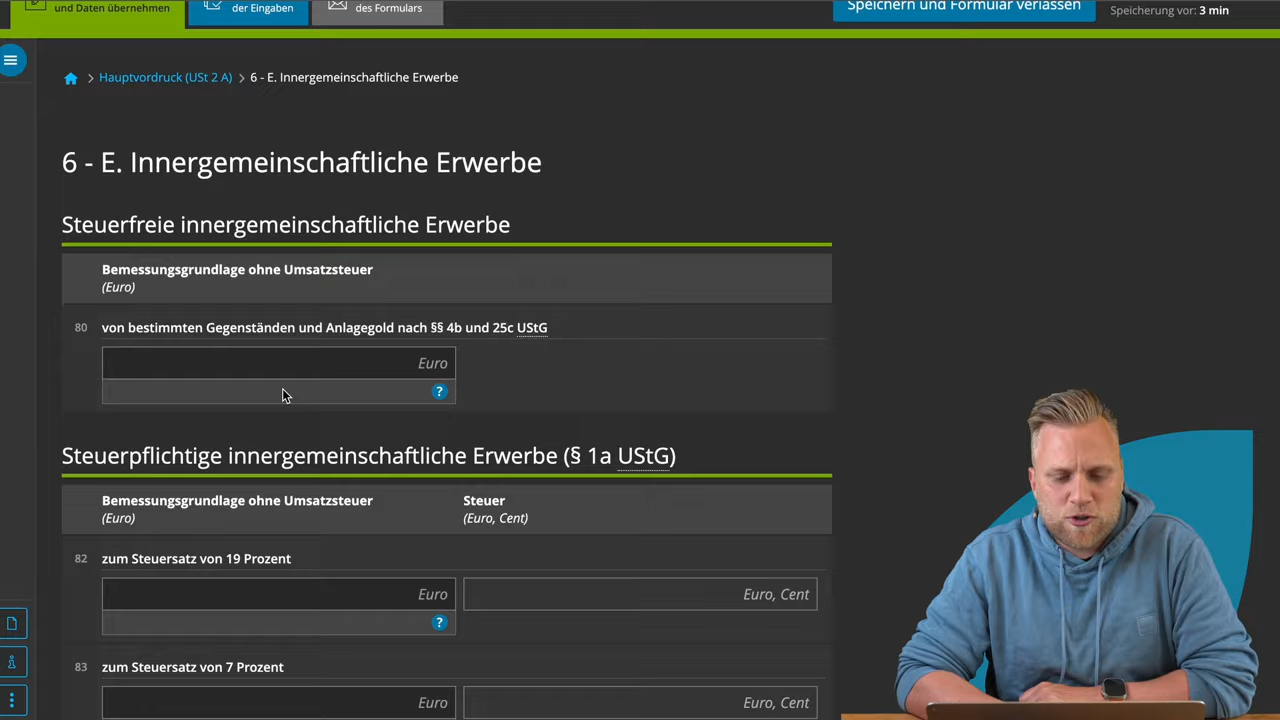 und Daten übernehmen
der Eingaben
des Formulars
Speichern und Formular verlassen
Speicherung vor: 3 min
Hauptvordruck (USt 2 A) 6 - E. Innergemeinschaftliche Erwerbe
6 - E. Innergemeinschaftliche Erwerbe
Steuerfreie innergemeinschaftliche Erwerbe
Bemessungsgrundlage ohne Umsatzsteuer
(Euro)
80 von bestimmten Gegenständen und Anlagegold nach §§ 4b und 25c UStG
Euro
?
Steuerpflichtige innergemeinschaftliche Erwerbe (§ 1a UStG)
Bemessungsgrundlage ohne Umsatzsteuer Steuer
(Euro) (Euro, Cent)
82 zum Steuersatz von 19 Prozent
Euro Euro, Cent
?
83 zum Steuersatz von 7 Prozent
Euro Euro, Cent